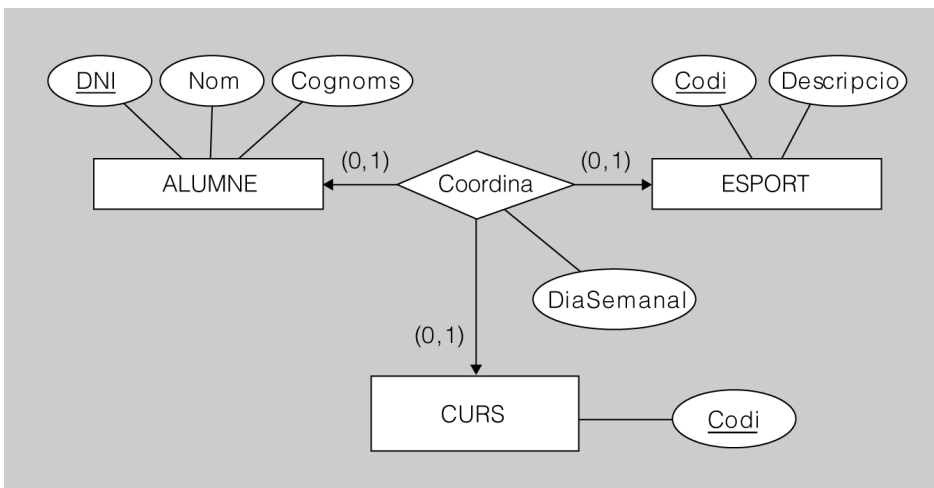 DNI
Nom
Cognoms
Codi
Descripcio
ALUMNE
(0,1)
Coordina
(0,1)
ESPORT
DiaSemanal
(0,1)
CURS
Codi